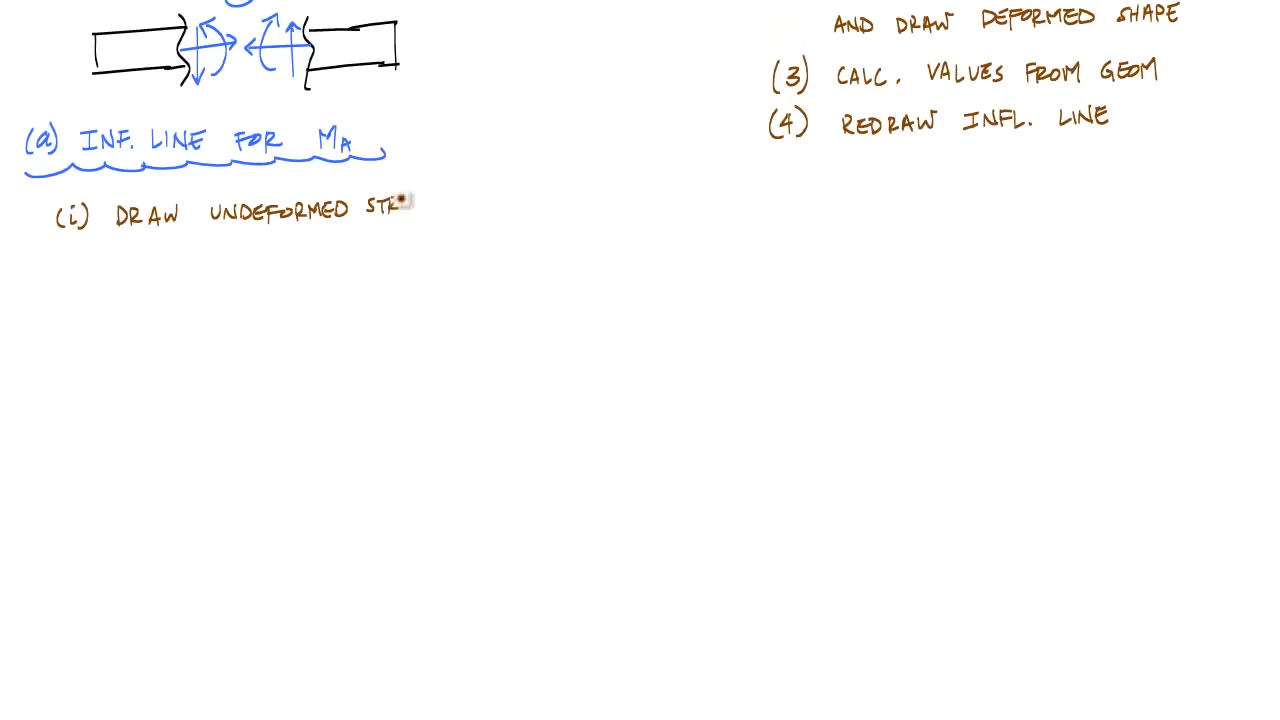 AND DRAW DEFORMED SHAPE
(3) CALC. VALUES FROM GEOM
(4) REDRAW INFL. LINE
(a) INF. LINE FOR MA
(i) DRAW UNDEFORMED STR